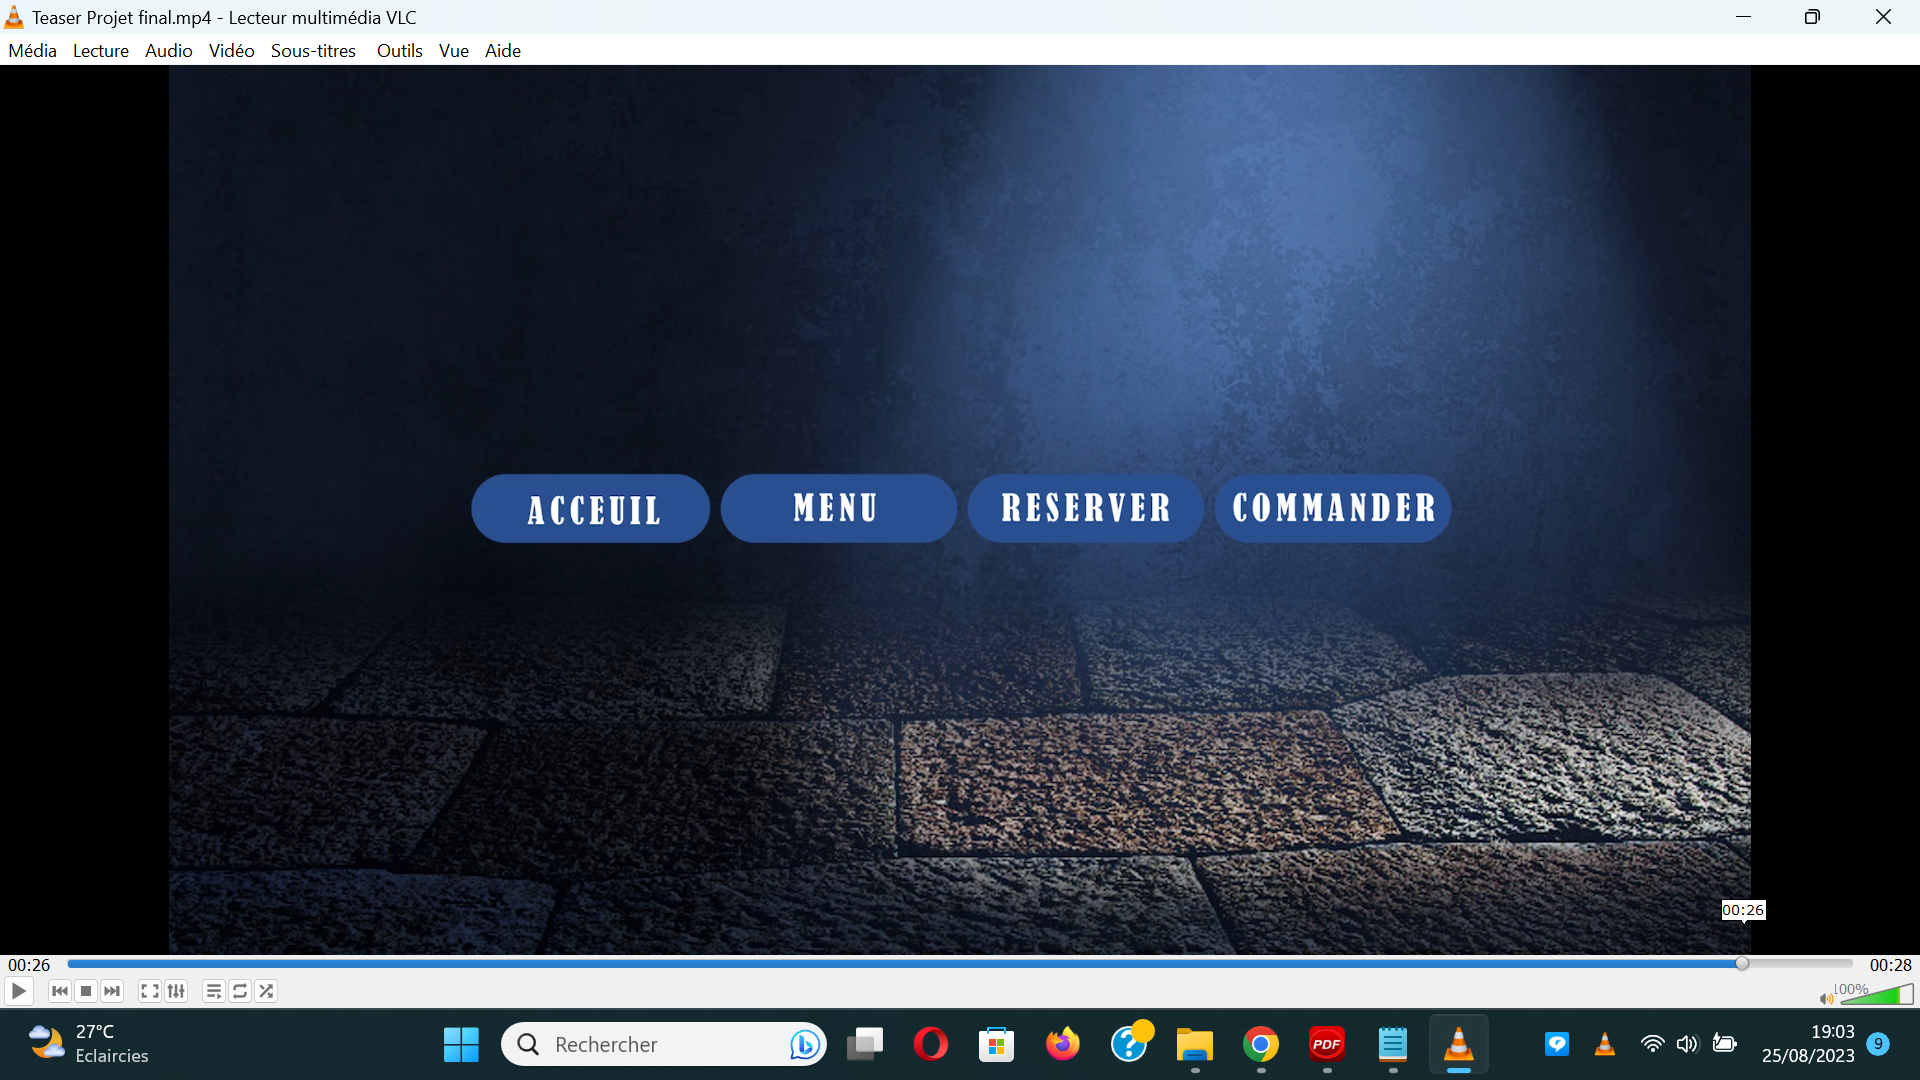 Teaser Projet final.mp4 - Lecteur multimédia VLC
Média Lecture Audio Vidéo Sous-titres Outils Vue Aide
ACCEUIL MENU RESERVER COMMANDER
00:26
00:26 00:28
100%
27°C
Eclaircies
Rechercher
PDF
19:03
25/08/2023
9